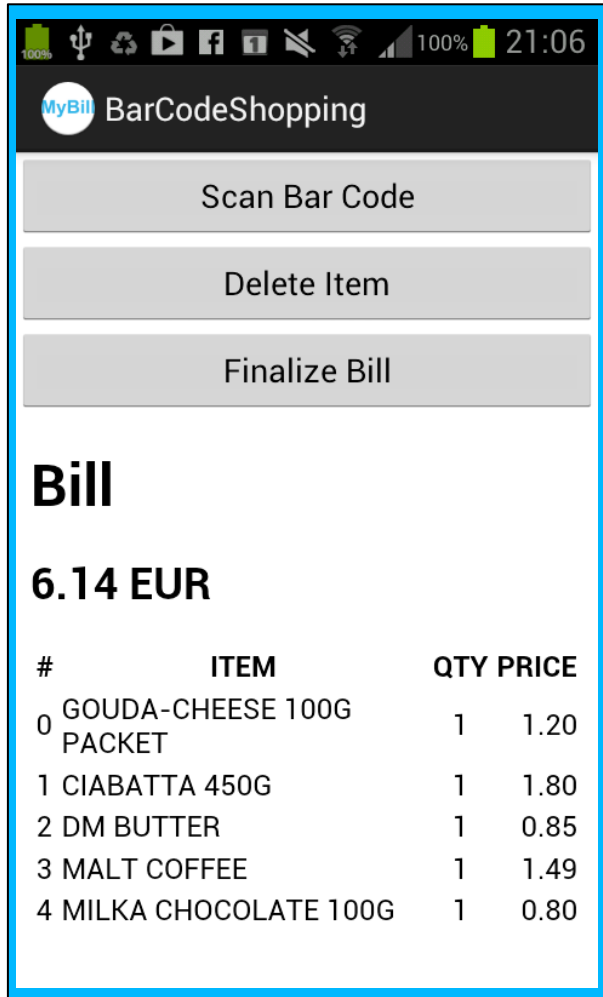 100% 1 100% 21:06
MyBill BarCodeShopping
Scan Bar Code
Delete Item
Finalize Bill
Bill
6.14 EUR
# ITEM QTY PRICE
0 GOUDA-CHEESE 100G PACKET 1 1.20
1 CIABATTA 450G 1 1.80
2 DM BUTTER 1 0.85
3 MALT COFFEE 1 1.49
4 MILKA CHOCOLATE 100G 1 0.80